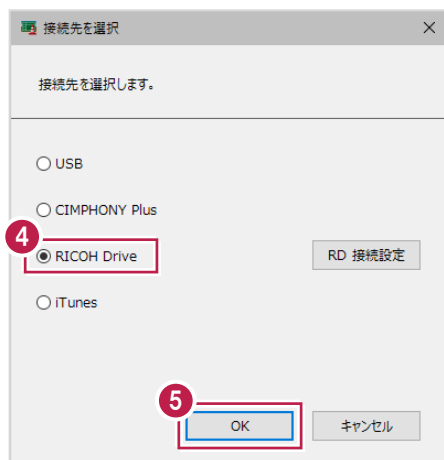 接続先を選択
接続先を選択します。
USB
CIMPHONY Plus
4
RICOH Drive
RD 接続設定
iTunes
5
OK
キャンセル